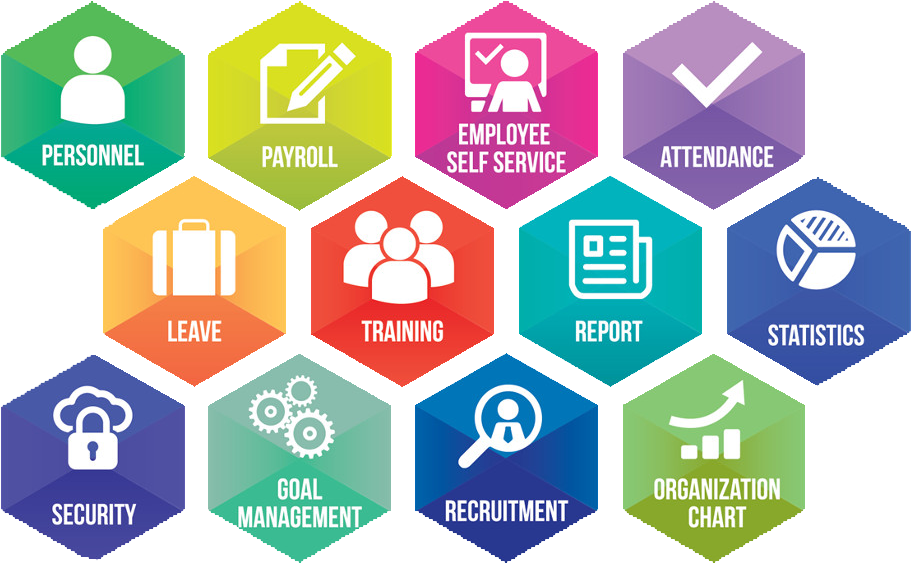 PERSONNEL
PAYROLL
EMPLOYEE
SELF SERVICE
ATTENDANCE
LEAVE
TRAINING
REPORT
STATISTICS
SECURITY
GOAL
MANAGEMENT
RECRUITMENT
ORGANIZATION
CHART